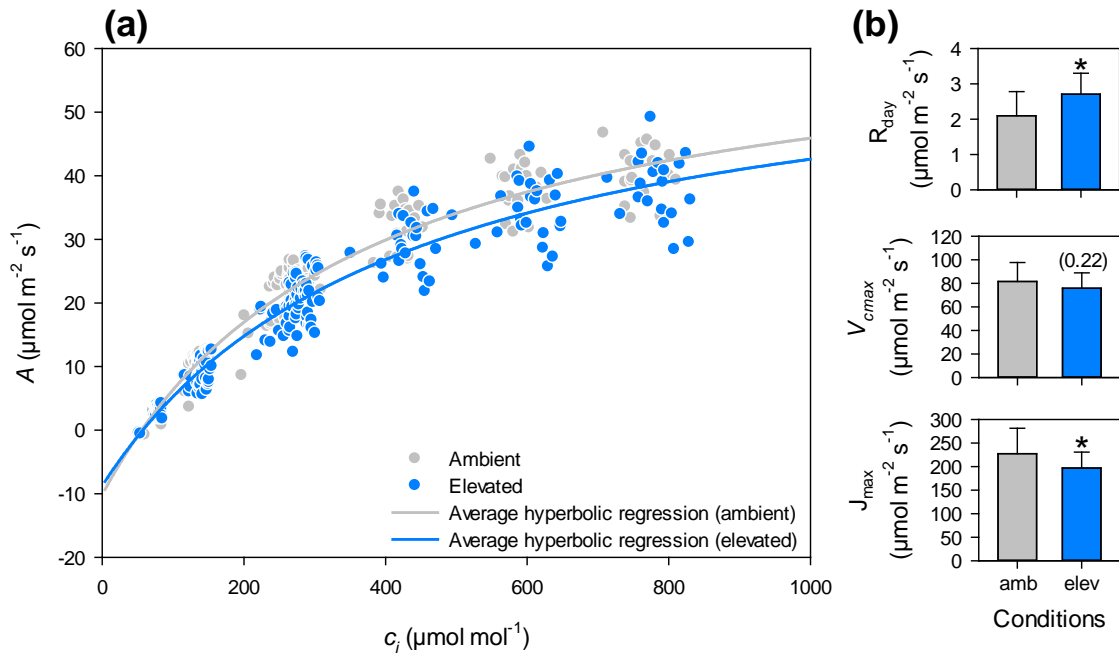 (a)
60
50
40
30
20
10
0
-10
-20
A (µmol m⁻² s⁻¹)
Ambient
Elevated
Average hyperbolic regression (ambient)
Average hyperbolic regression (elevated)
0 200 400 600 800 1000
cᵢ (µmol mol⁻¹)
(b)
4
3
2
1
0
R_day
(µmol m⁻² s⁻¹)
*
120
100
80
60
40
20
0
V_cmax
(µmol m⁻² s⁻¹)
(0.22)
300
250
200
150
100
50
0
J_max
(µmol m⁻² s⁻¹)
*
amb elev
Conditions